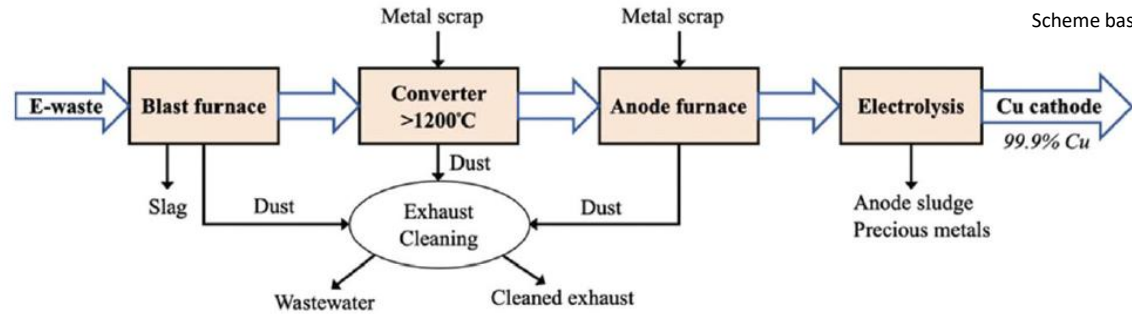 Scheme bas
Metal scrap
Metal scrap
E-waste
Blast furnace
Converter
>1200°C
Anode furnace
Electrolysis
Cu cathode
99.9% Cu
Slag
Dust
Dust
Dust
Exhaust
Cleaning
Anode sludge
Precious metals
Wastewater
Cleaned exhaust